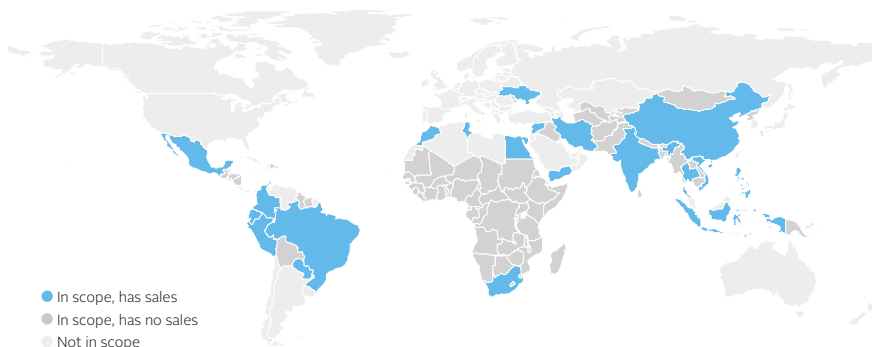 In scope, has sales
In scope, has no sales
Not in scope